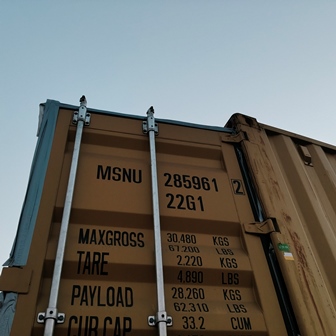 MSNU 285961 2
22G1
MAXGROSS 30,480 KGS
67,200 LBS
TARE 2,220 KGS
4,890 LBS
PAYLOAD 28,260 KGS
62,310 LBS
CUB.CAP. 33.2 CUM